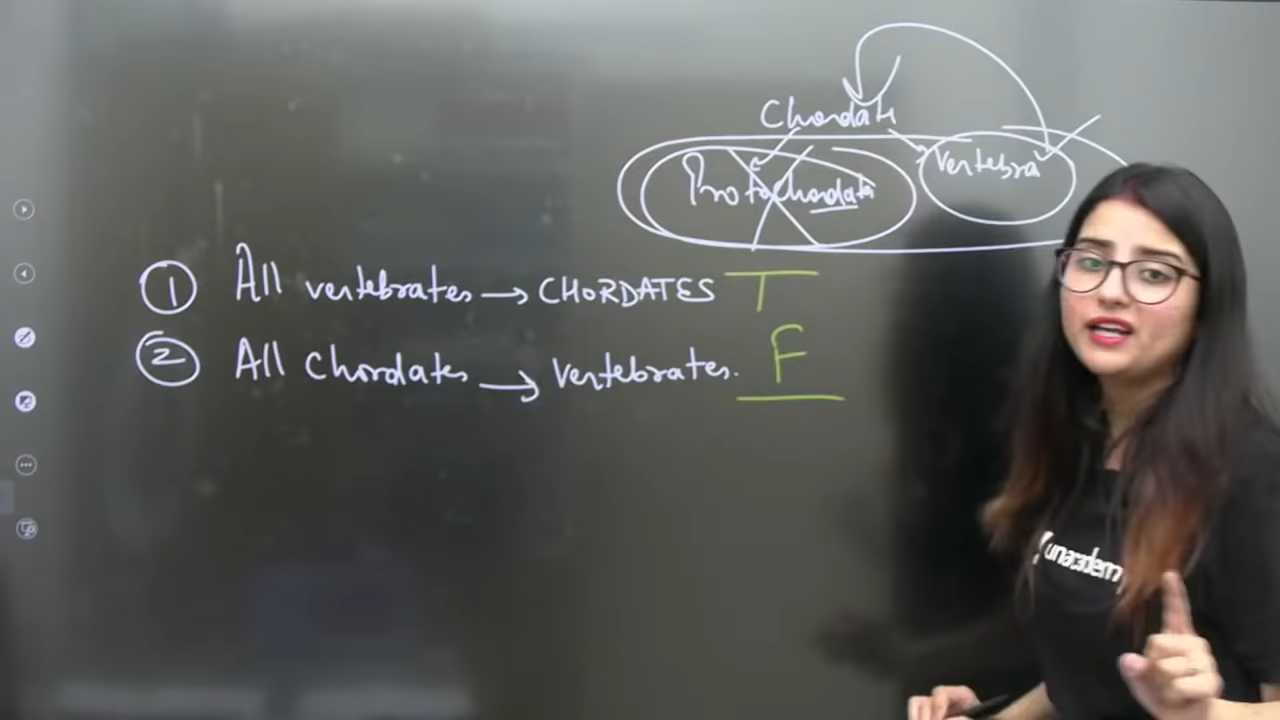 Chordata
Protochordata
Vertebra
1 All vertebrates → CHORDATES T
2 All Chordates → Vertebrates. F
unacademy